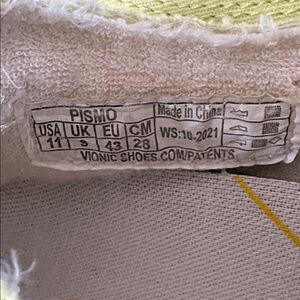 PISMO Made in China
USA UK EU CM
11 9 43 28 WS:10.2021
VIONIC SHOES.COM/PATENTS